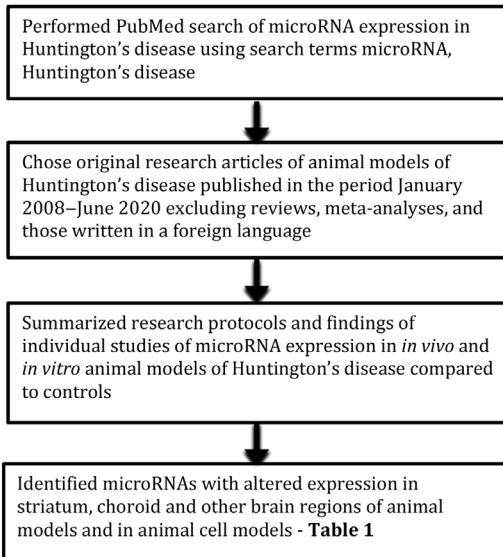 Performed PubMed search of microRNA expression in
Huntington’s disease using search terms microRNA,
Huntington’s disease
Chose original research articles of animal models of
Huntington’s disease published in the period January
2008–June 2020 excluding reviews, meta-analyses, and
those written in a foreign language
Summarized research protocols and findings of
individual studies of microRNA expression in in vivo and
in vitro animal models of Huntington’s disease compared
to controls
Identified microRNAs with altered expression in
striatum, choroid and other brain regions of animal
models and in animal cell models - Table 1